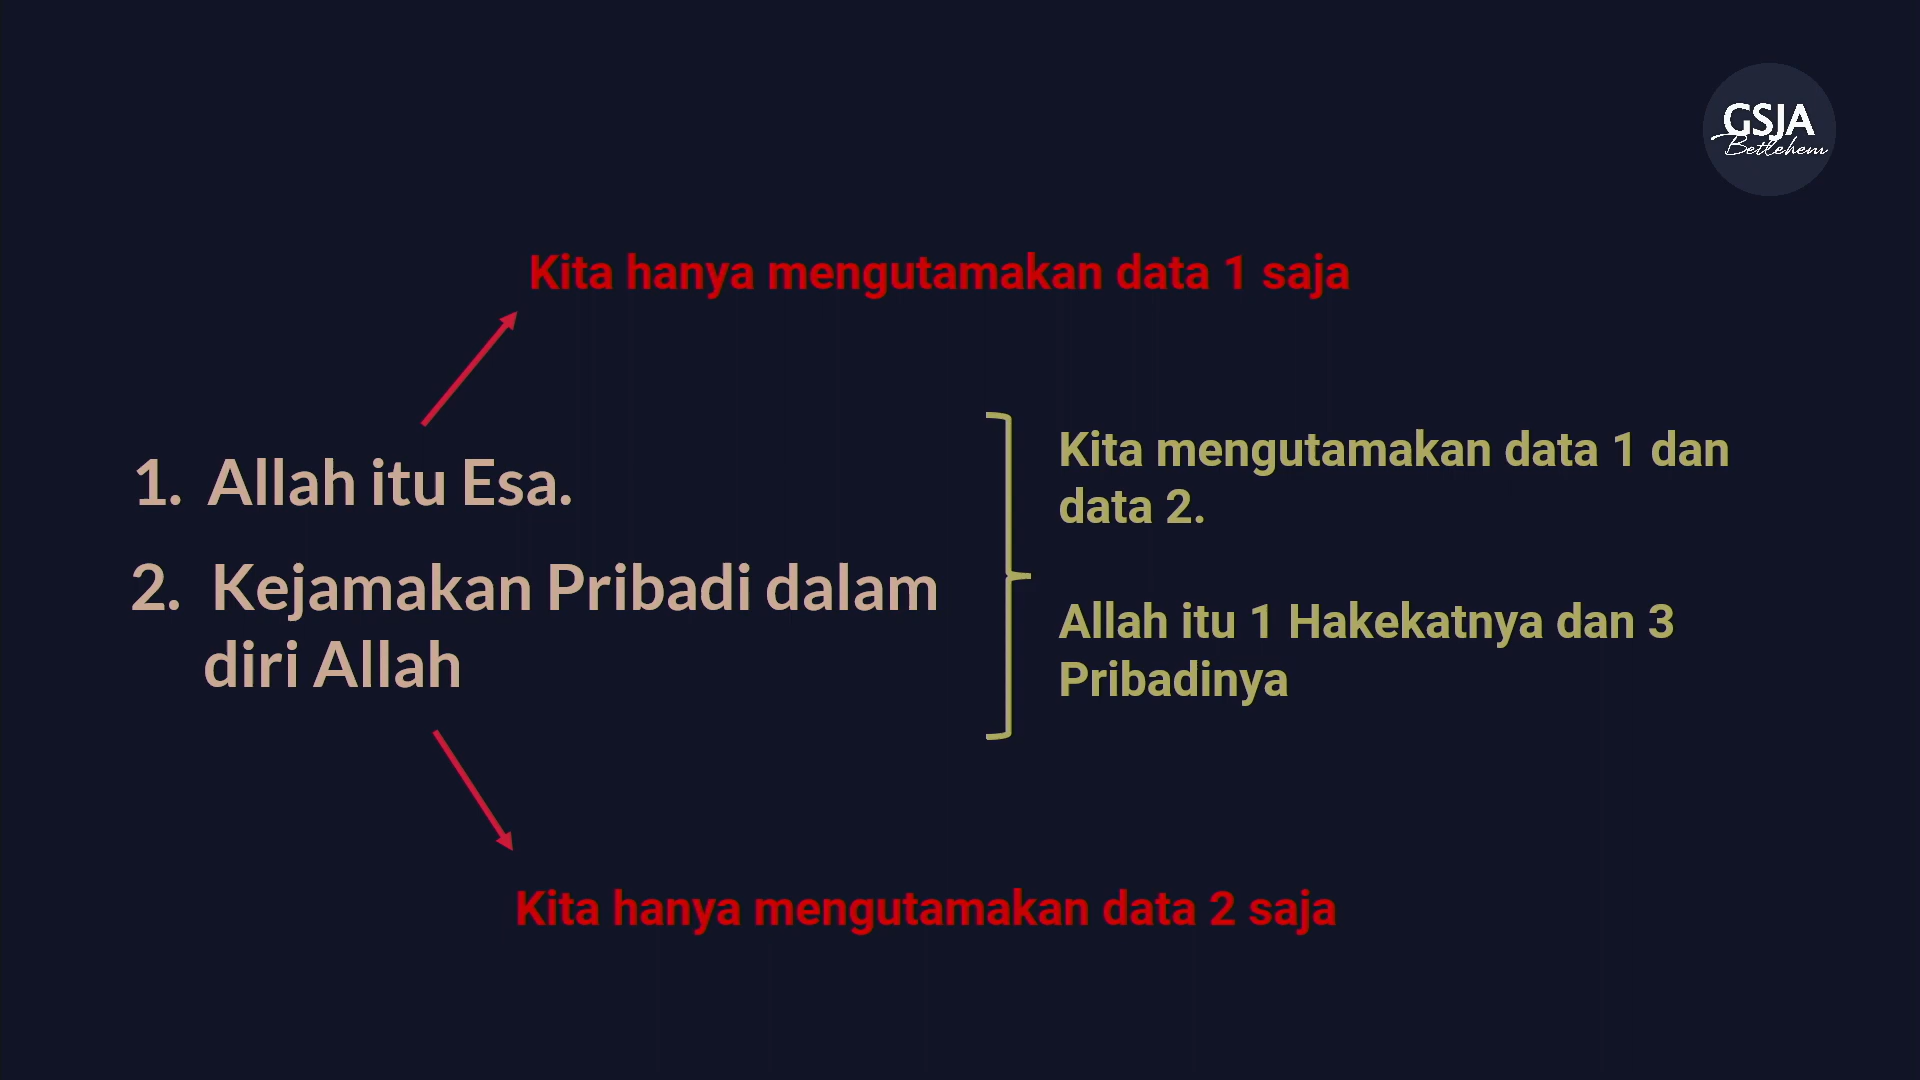 GSJA
Betlehem
Kita hanya mengutamakan data 1 saja
1. Allah itu Esa.
2. Kejamakan Pribadi dalam
diri Allah
Kita mengutamakan data 1 dan
data 2.
Allah itu 1 Hakekatnya dan 3
Pribadinya
Kita hanya mengutamakan data 2 saja